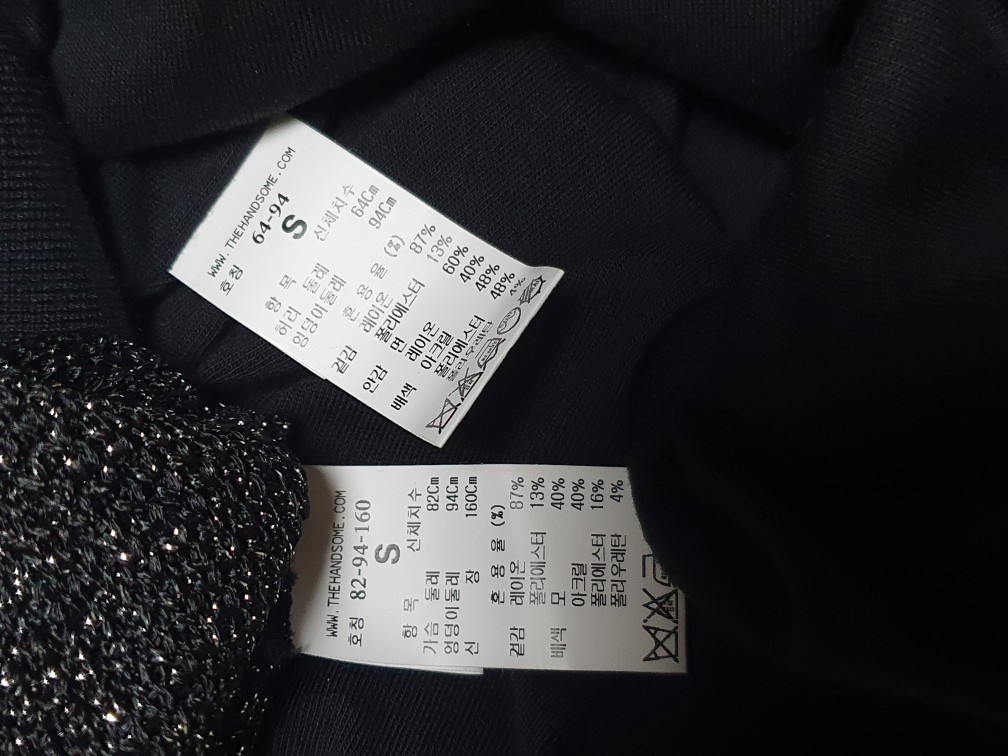 WWW.THEHANDSOME.COM
호칭 64-94
S
항 목 신체치수
허리 둘레 64Cm
엉덩이둘레 94Cm
혼 용 율 (%)
겉감 레이온 87%
폴리에스터 13%
안감 면 60%
레이온 40%
배색 아크릴 48%
폴리에스터 48%
폴리우레탄 4%
WWW.THEHANDSOME.COM
호칭 82-94-160
S
항 목 신체치수
가슴 둘레 82Cm
엉덩이둘레 94Cm
신 장 160Cm
혼 용 율 (%)
겉감 레이온 87%
폴리에스터 13%
배색 모 40%
아크릴 40%
폴리에스터 16%
폴리우레탄 4%